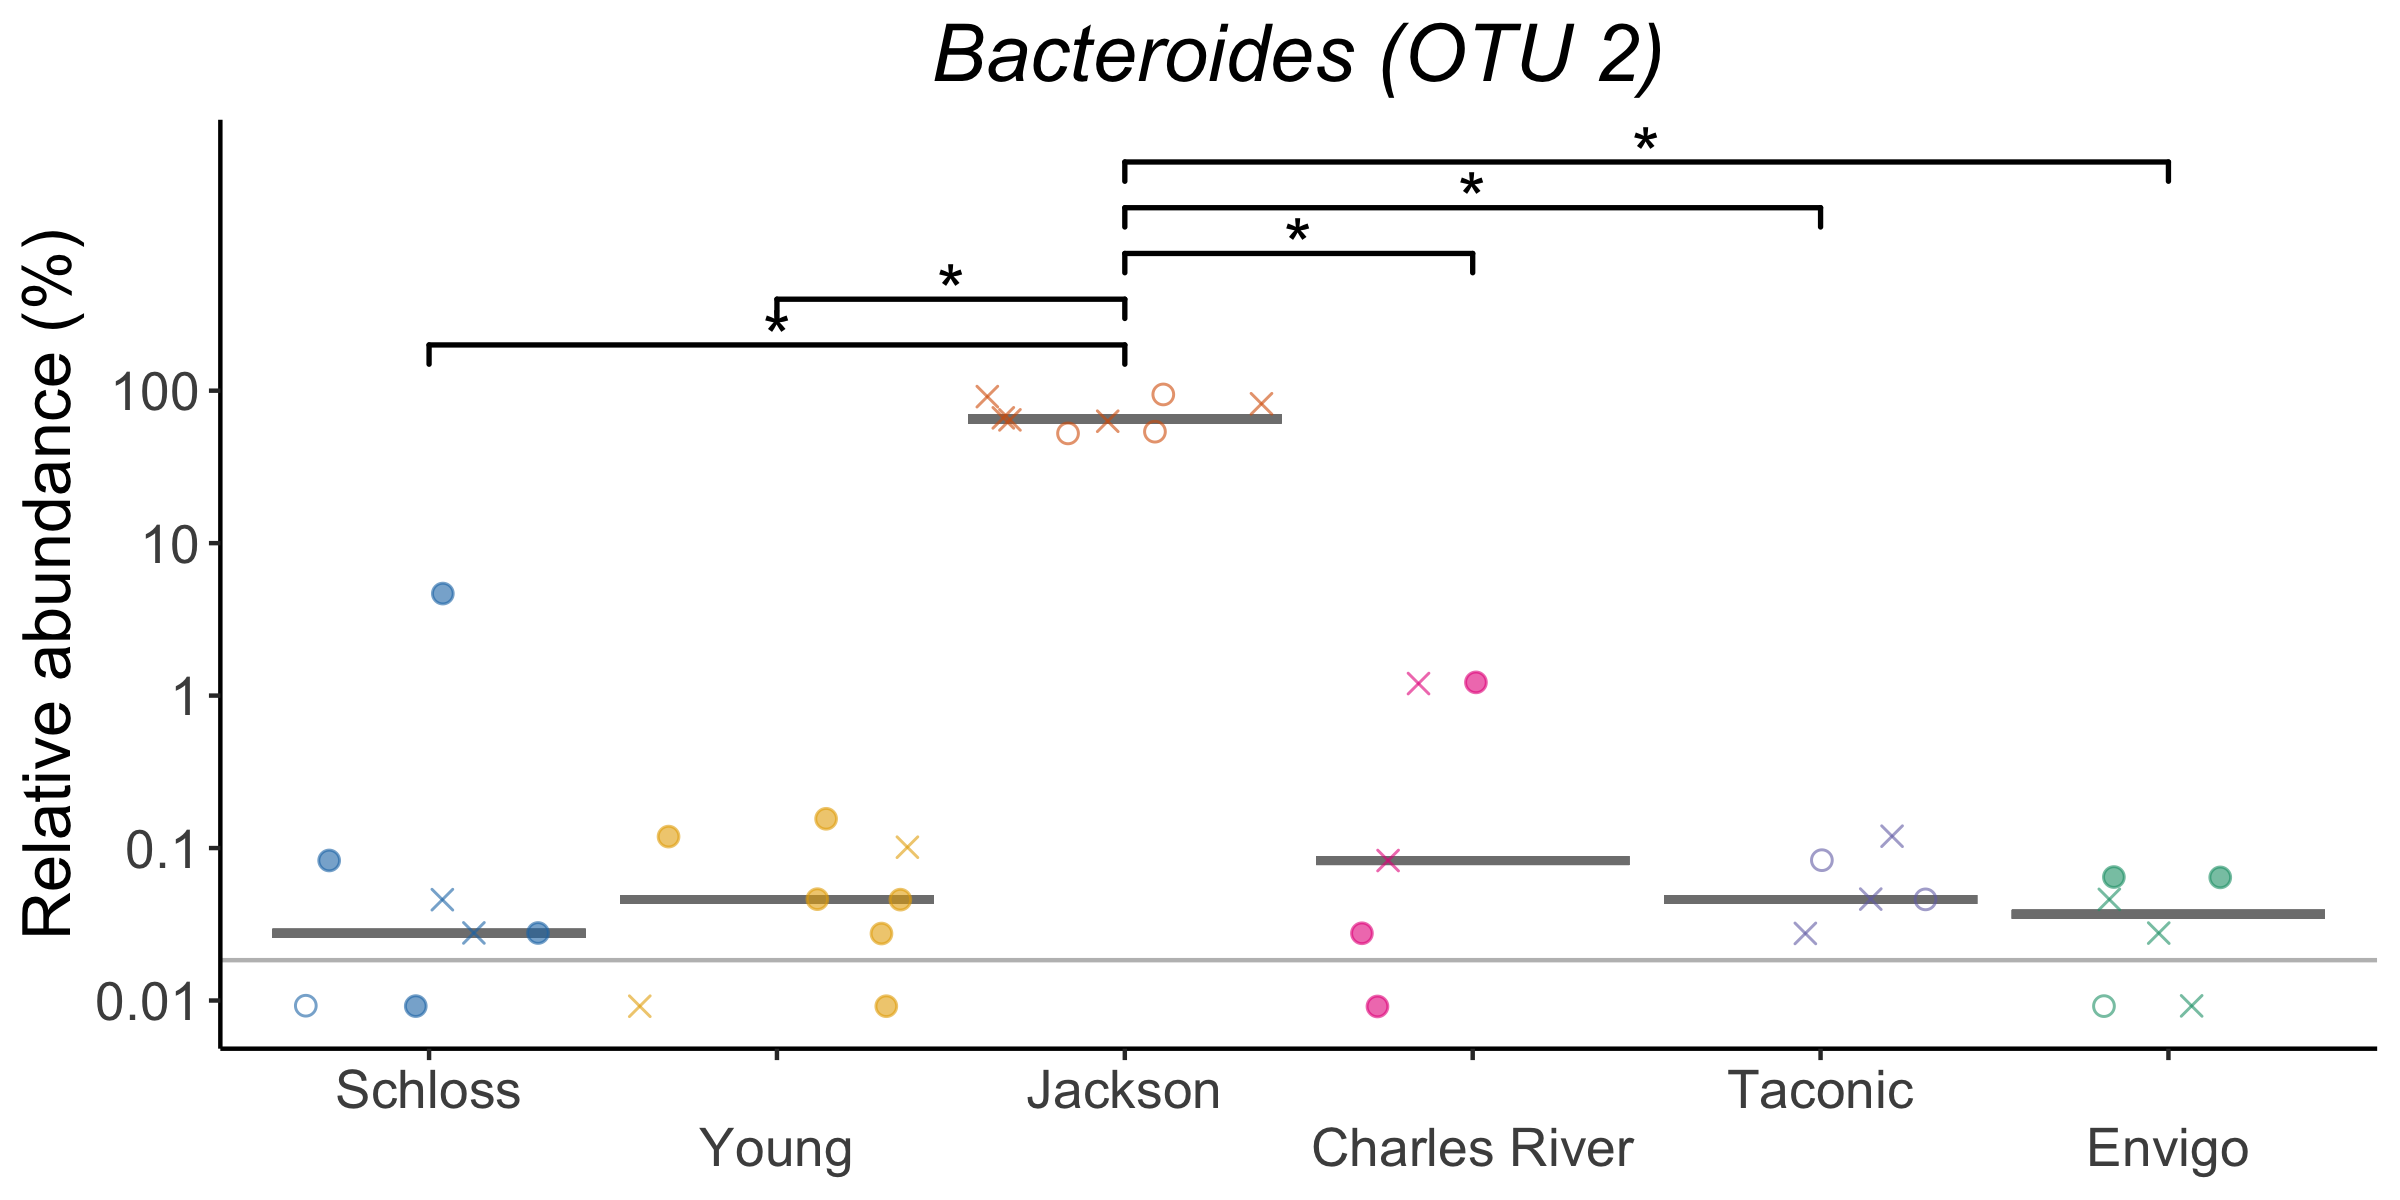 Bacteroides (OTU 2)
Relative abundance (%)
*
*
*
*
*
100
10
1
0.1
0.01
Schloss
Young
Jackson
Charles River
Taconic
Envigo